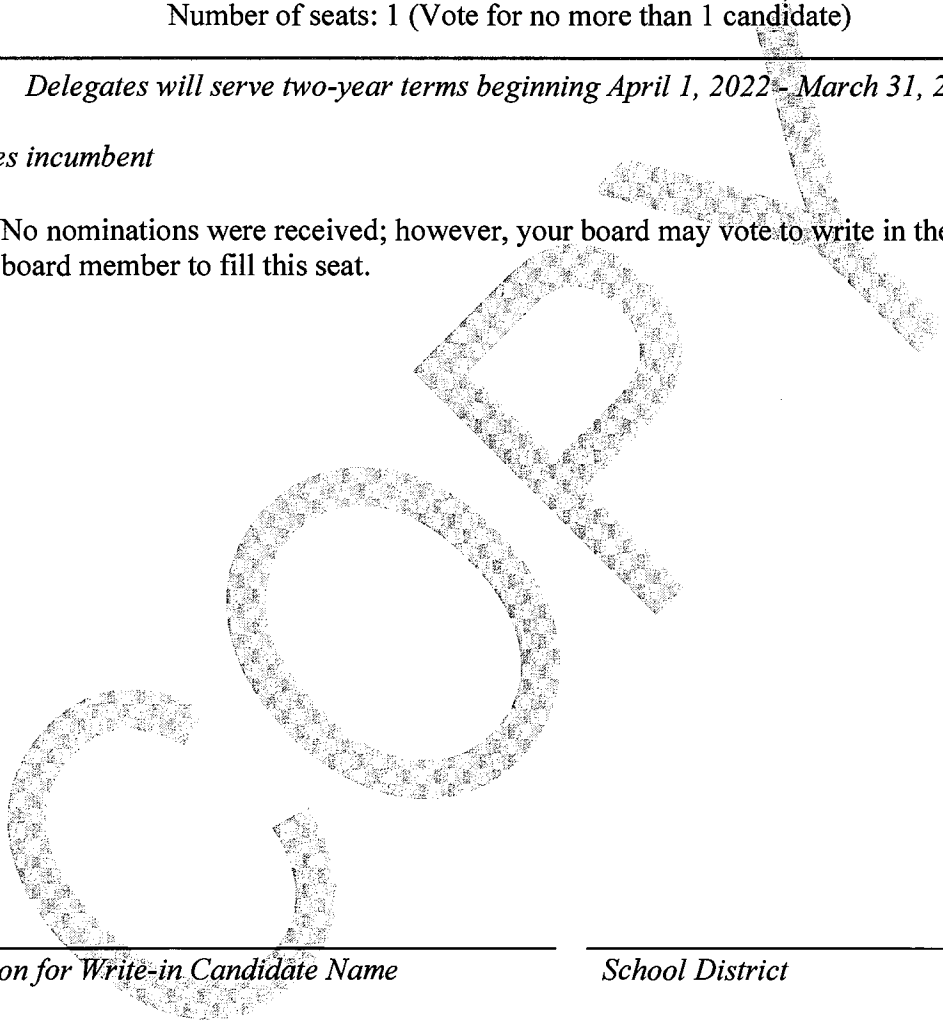 Number of seats: 1 (Vote for no more than 1 candidate)
Delegates will serve two-year terms beginning April 1, 2022 - March 31, 2
es incumbent
No nominations were received; however, your board may vote to write in the
board member to fill this seat.
COPY
on for Write-in Candidate Name School District